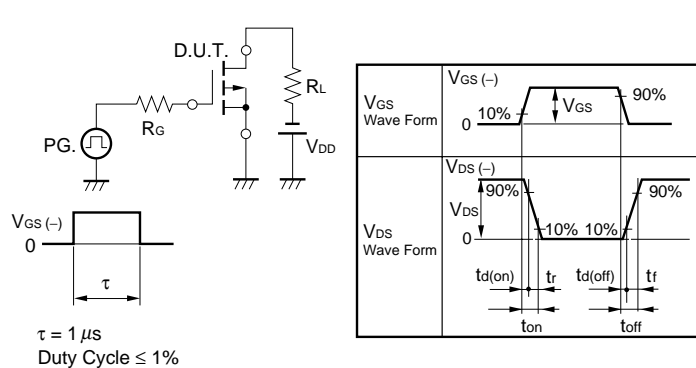 D.U.T.
RL
RG
PG.
VDD
VGS (−)
0
τ
τ = 1 μs
Duty Cycle ≤ 1%
VGS
Wave Form
VGS (−)
10%
0
VGS
90%
VDS
Wave Form
VDS (−)
90%
VDS
0
10% 10%
90%
td(on) tr td(off) tf
ton toff